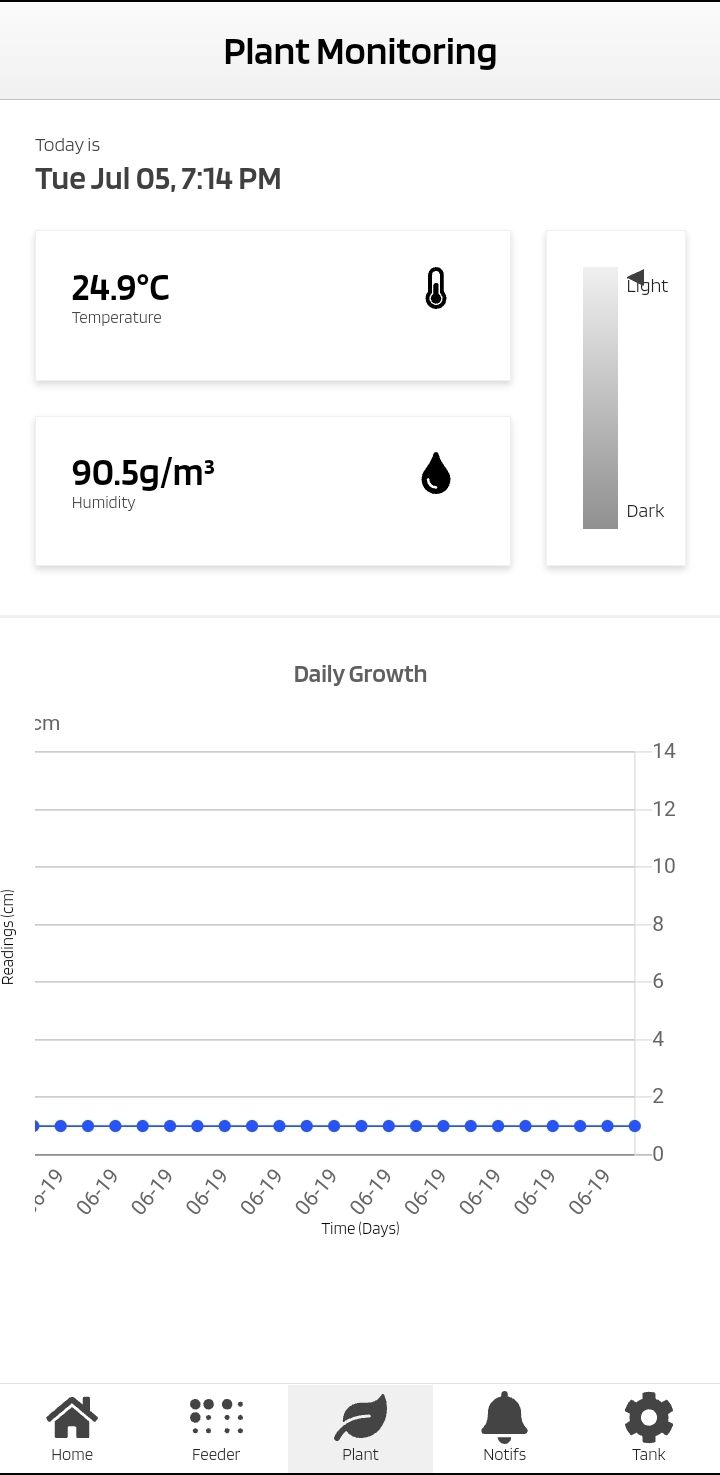 Plant Monitoring
Today is
Tue Jul 05, 7:14 PM
24.9°C
Temperature
Light
90.5g/m³
Humidity
Dark
Daily Growth
cm
14
12
10
8
6
4
2
0
Readings (cm)
06-19 06-19 06-19 06-19 06-19 06-19 06-19 06-19 06-19 06-19
Time (Days)
Home Feeder Plant Notifs Tank